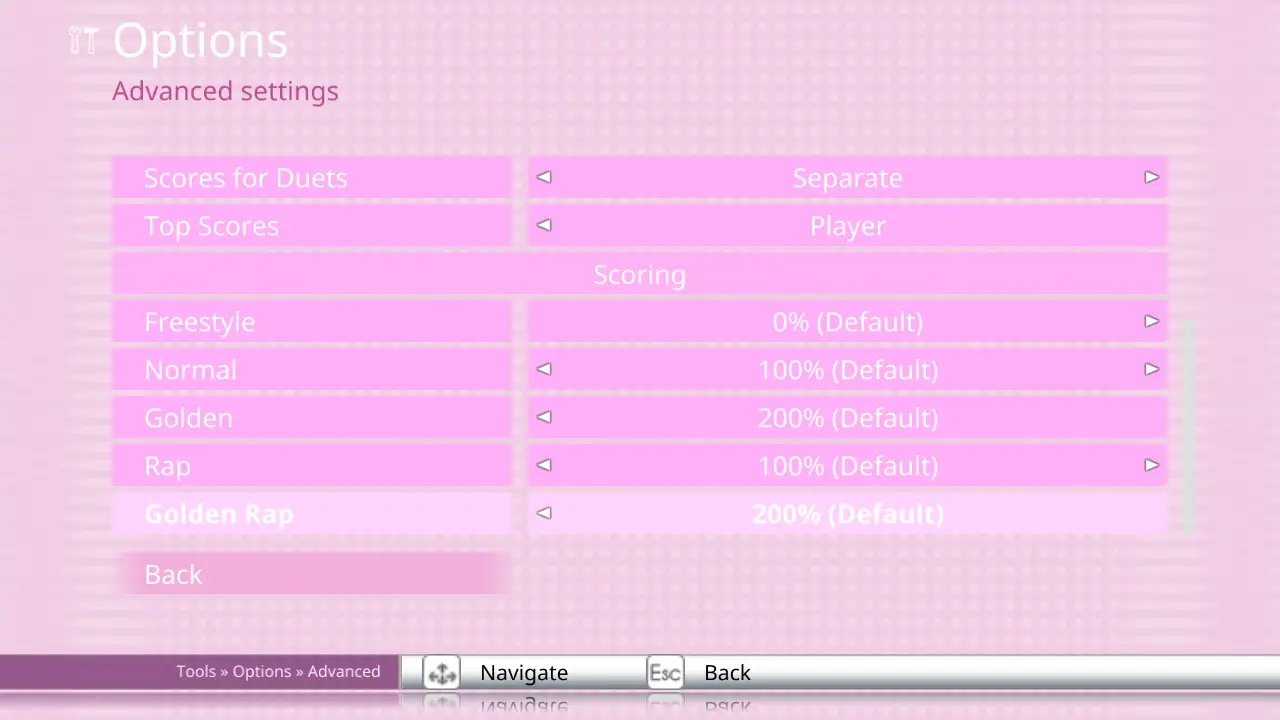 Options
Advanced settings
Scores for Duets Separate
Top Scores Player
Scoring
Freestyle 0% (Default)
Normal 100% (Default)
Golden 200% (Default)
Rap 100% (Default)
Golden Rap 200% (Default)
Back
Tools » Options » Advanced Navigate Esc Back